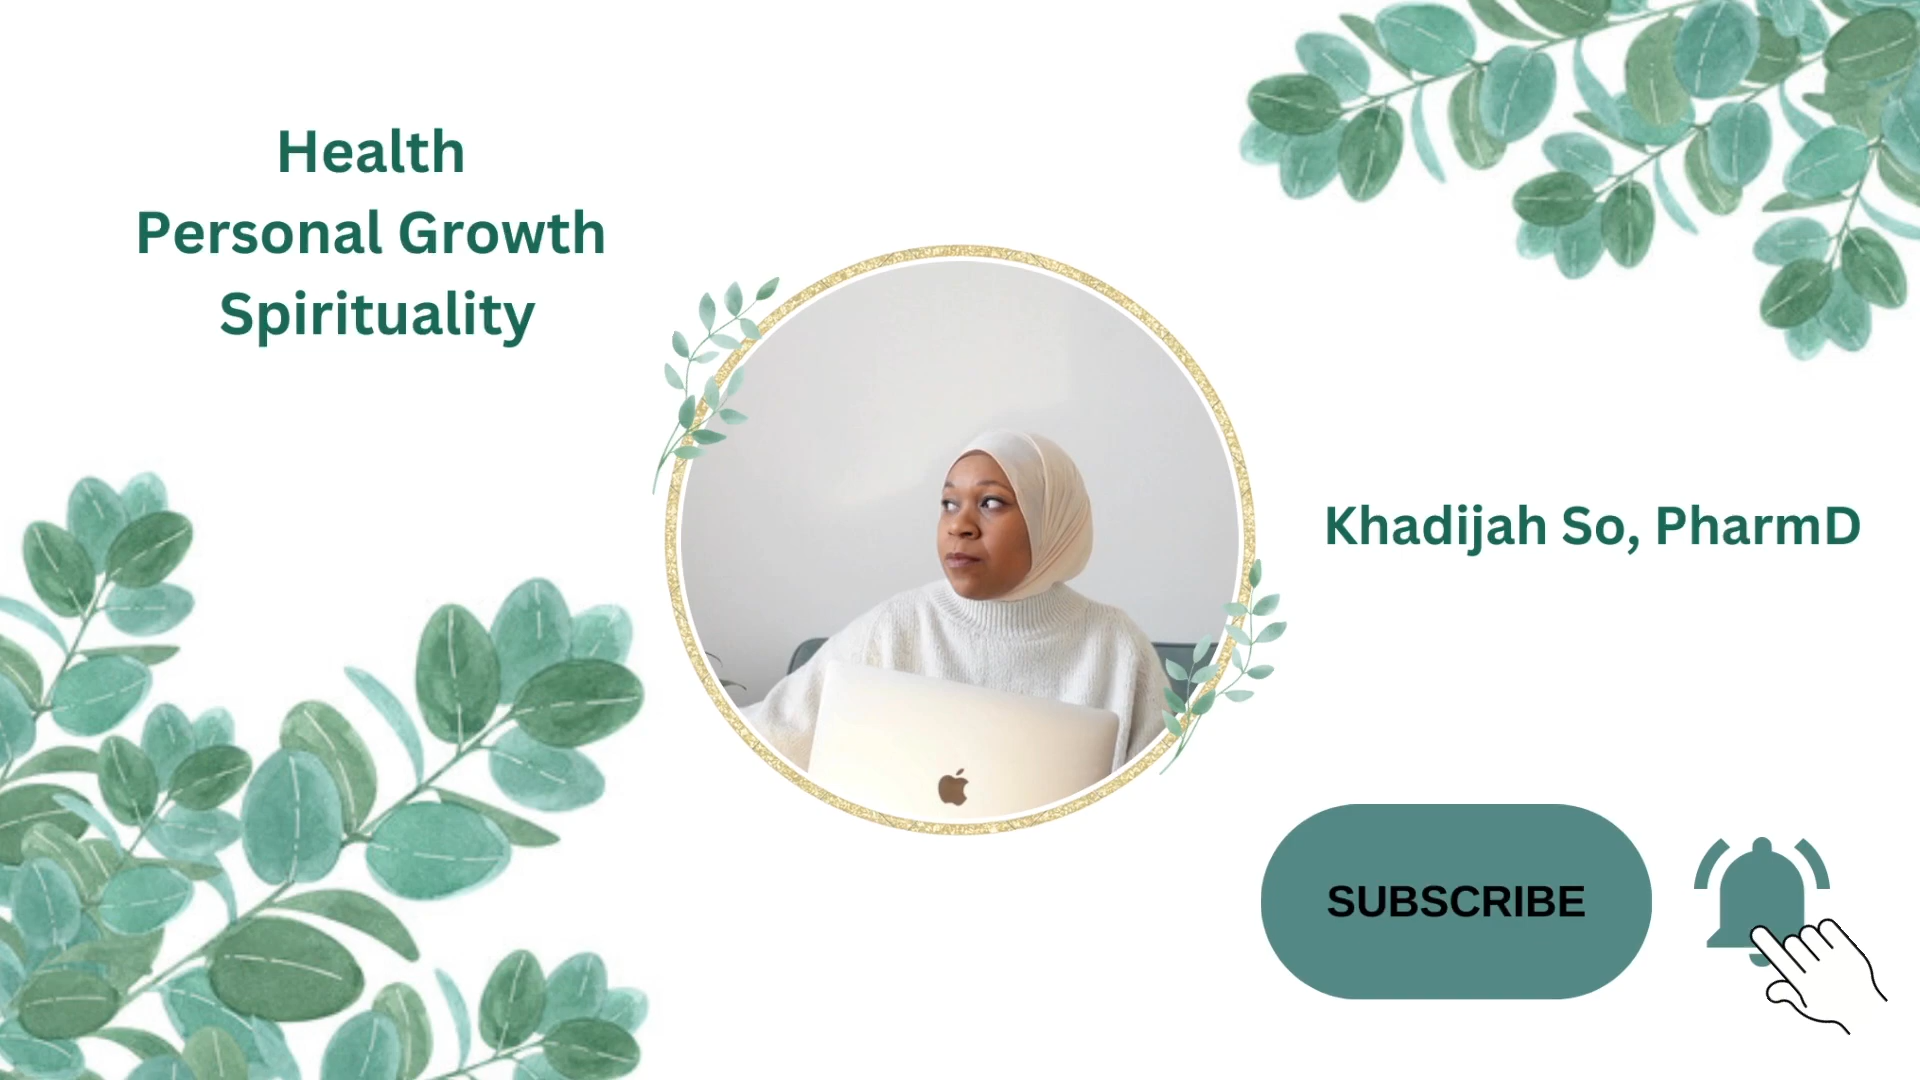 Health
Personal Growth
Spirituality
Khadijah So, PharmD
SUBSCRIBE